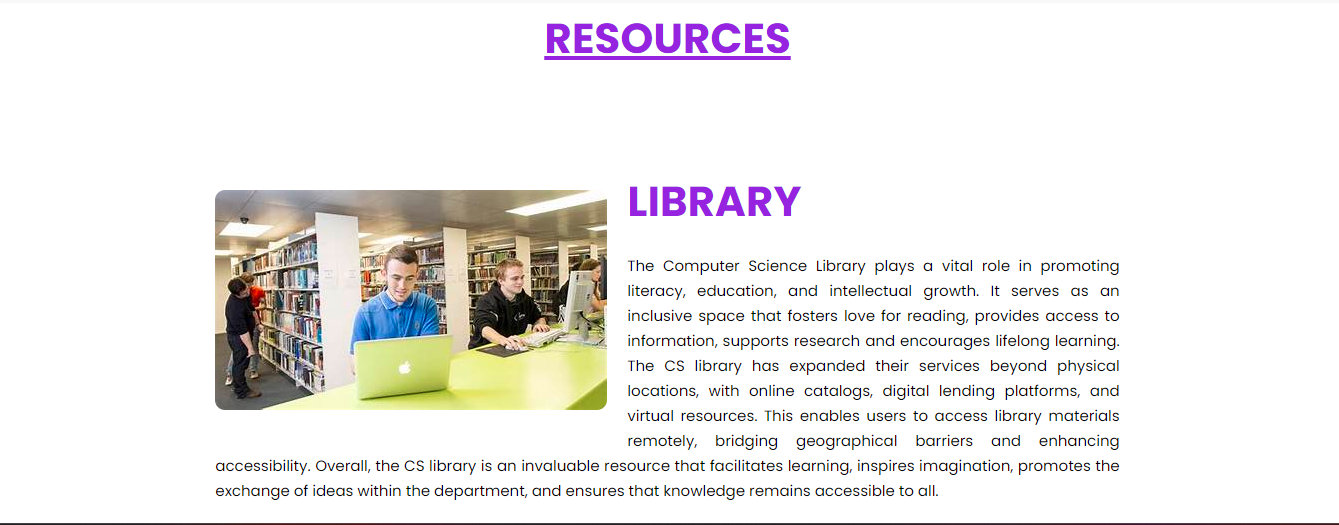 RESOURCES
LIBRARY
The Computer Science Library plays a vital role in promoting
literacy, education, and intellectual growth. It serves as an
inclusive space that fosters love for reading, provides access to
information, supports research and encourages lifelong learning.
The CS library has expanded their services beyond physical
locations, with online catalogs, digital lending platforms, and
virtual resources. This enables users to access library materials
remotely, bridging geographical barriers and enhancing
accessibility. Overall, the CS library is an invaluable resource that facilitates learning, inspires imagination, promotes the
exchange of ideas within the department, and ensures that knowledge remains accessible to all.